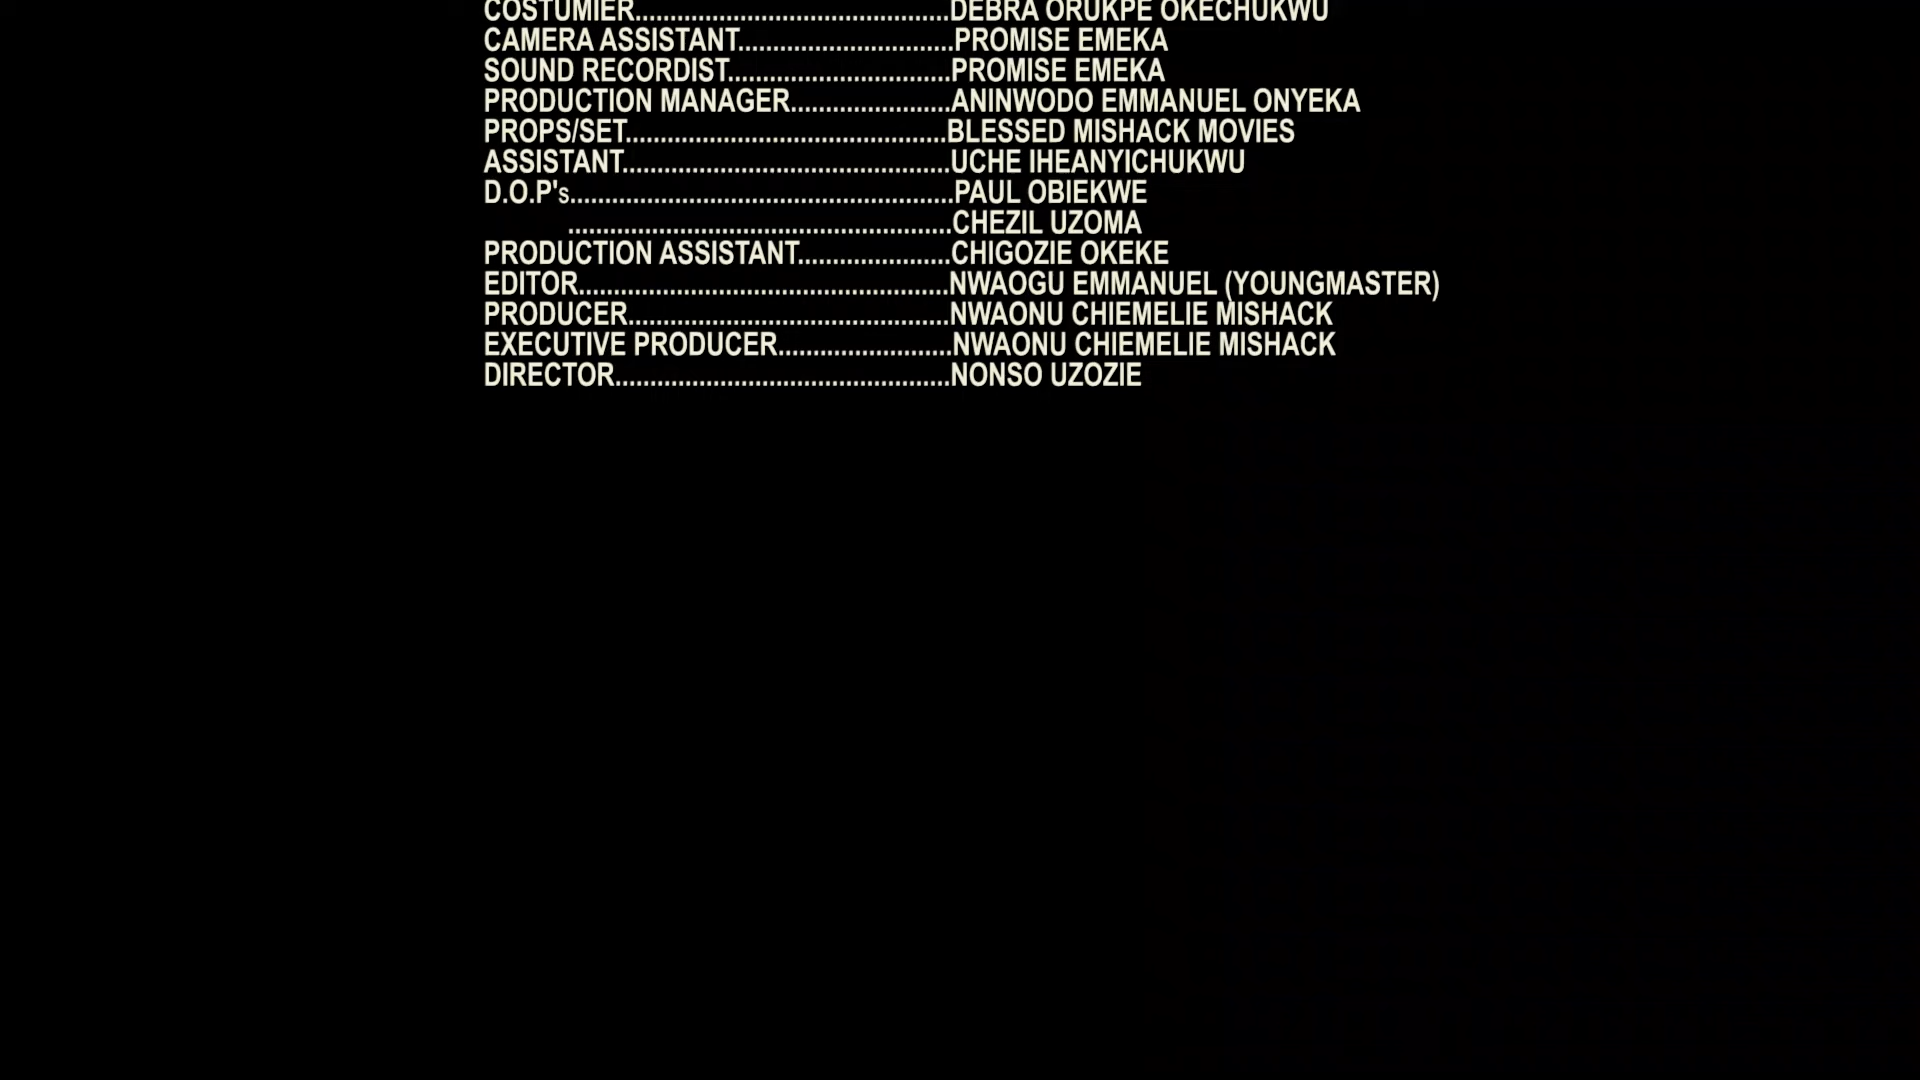 COSTUMIER.............................................DEBRA ORUKPE OKECHUKWU
CAMERA ASSISTANT...............................PROMISE EMEKA
SOUND RECORDIST................................PROMISE EMEKA
PRODUCTION MANAGER.......................ANINWODO EMMANUEL ONYEKA
PROPS/SET..............................................BLESSED MISHACK MOVIES
ASSISTANT...............................................UCHE IHEANYICHUKWU
D.O.P's.......................................................PAUL OBIEKWE
.......................................................CHEZIL UZOMA
PRODUCTION ASSISTANT......................CHIGOZIE OKEKE
EDITOR.....................................................NWAOGU EMMANUEL (YOUNGMASTER)
PRODUCER..............................................NWAONU CHIEMELIE MISHACK
EXECUTIVE PRODUCER.........................NWAONU CHIEMELIE MISHACK
DIRECTOR................................................NONSO UZOZIE